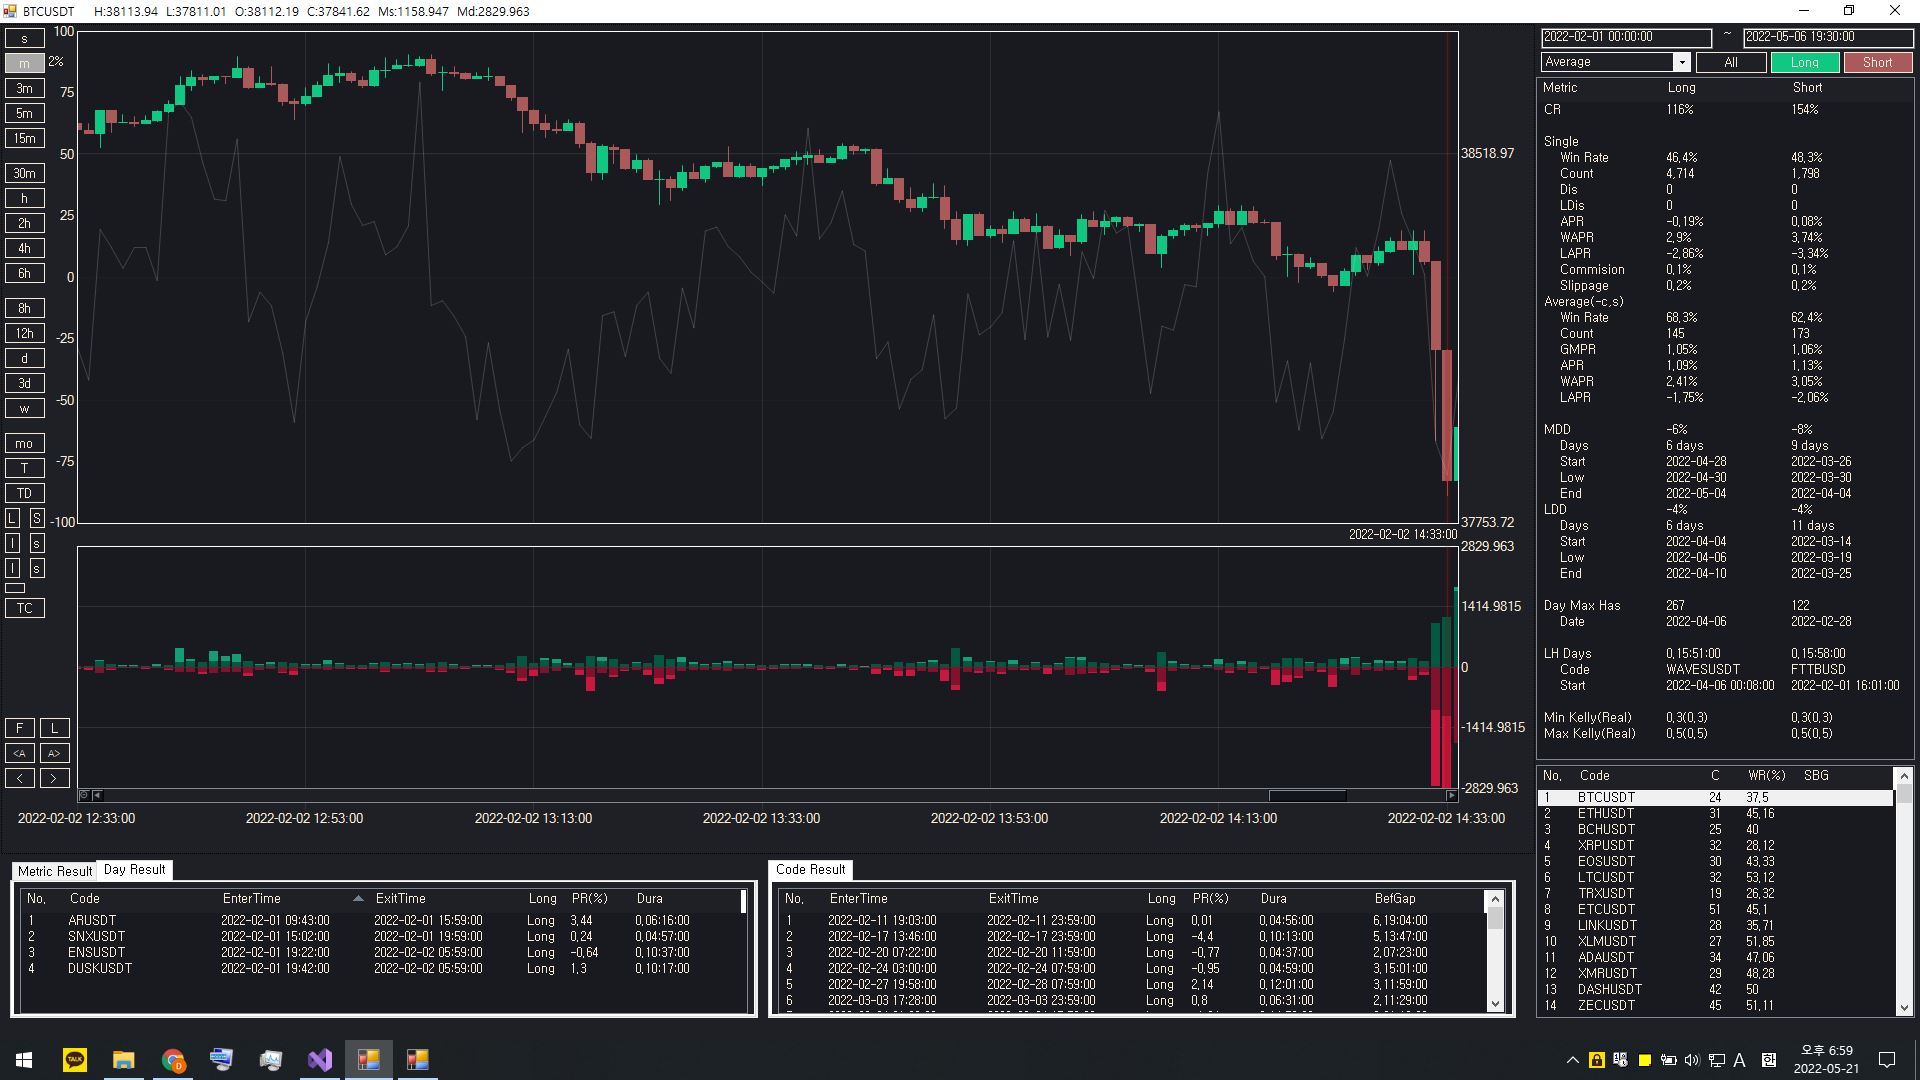 BTCUSDT H:38113.94 L:37811.01 O:38112.19 C:37841.62 Ms:1158.947 Md:2829.963
s
m 2%
3m
5m
15m
30m
h
2h
4h
6h
8h
12h
d
3d
w
mo
T
TD
L S
l s
l s
TC
F L
<A A>
< >
100
75
50
25
0
-25
-50
-75
-100
38518.97
37753.72
2022-02-02 14:33:00
2829.963
1414.9815
0
-1414.9815
-2829.963
2022-02-02 12:33:00 2022-02-02 12:53:00 2022-02-02 13:13:00 2022-02-02 13:33:00 2022-02-02 13:53:00 2022-02-02 14:13:00 2022-02-02 14:33:00
2022-02-01 00:00:00 ~ 2022-05-06 19:30:00
Average All Long Short
Metric Long Short
CR 116% 154%
Single
Win Rate 46.4% 48.3%
Count 4,714 1,798
Dis 0 0
LDis 0 0
APR -0.19% 0.08%
WAPR 2.9% 3.74%
LAPR -2.86% -3.34%
Commision 0.1% 0.1%
Slippage 0.2% 0.2%
Average(-c,s)
Win Rate 68.3% 62.4%
Count 145 173
GMPR 1.05% 1.06%
APR 1.09% 1.13%
WAPR 2.41% 3.05%
LAPR -1.75% -2.06%
MDD -6% -8%
Days 6 days 9 days
Start 2022-04-28 2022-03-26
Low 2022-04-30 2022-03-30
End 2022-05-04 2022-04-04
LDD -4% -4%
Days 6 days 11 days
Start 2022-04-04 2022-03-14
Low 2022-04-06 2022-03-19
End 2022-04-10 2022-03-25
Day Max Has 267 122
Date 2022-04-06 2022-02-28
LH Days 0.15:51:00 0.15:58:00
Code WAVESUSDT FTTBUSD
Start 2022-04-06 00:08:00 2022-02-01 16:01:00
Min Kelly(Real) 0.3(0.3) 0.3(0.3)
Max Kelly(Real) 0.5(0.5) 0.5(0.5)
No. Code C WR(%) SBG
1 BTCUSDT 24 37.5
2 ETHUSDT 31 45.16
3 BCHUSDT 25 40
4 XRPUSDT 32 28.12
5 EOSUSDT 30 43.33
6 LTCUSDT 32 53.12
7 TRXUSDT 19 26.32
8 ETCUSDT 51 45.1
9 LINKUSDT 28 35.71
10 XLMUSDT 27 51.85
11 ADAUSDT 34 47.06
12 XMRUSDT 29 48.28
13 DASHUSDT 42 50
14 ZECUSDT 45 51.11
Metric Result Day Result
No. Code EnterTime ExitTime Long PR(%) Dura
1 ARUSDT 2022-02-01 09:43:00 2022-02-01 15:59:00 Long 3.44 0.06:16:00
2 SNXUSDT 2022-02-01 15:02:00 2022-02-01 19:59:00 Long 0.24 0.04:57:00
3 ENSUSDT 2022-02-01 19:22:00 2022-02-02 05:59:00 Long -0.64 0.10:37:00
4 DUSKUSDT 2022-02-01 19:42:00 2022-02-02 05:59:00 Long 1.3 0.10:17:00
Code Result
No. EnterTime ExitTime Long PR(%) Dura BefGap
1 2022-02-11 19:03:00 2022-02-11 23:59:00 Long 0.01 0.04:56:00 6.19:04:00
2 2022-02-17 13:46:00 2022-02-17 23:59:00 Long -4.4 0.10:13:00 5.13:47:00
3 2022-02-20 07:22:00 2022-02-20 11:59:00 Long -0.77 0.04:37:00 2.07:23:00
4 2022-02-24 03:00:00 2022-02-24 07:59:00 Long -0.95 0.04:59:00 3.15:01:00
5 2022-02-27 19:58:00 2022-02-28 07:59:00 Long 2.14 0.12:01:00 3.11:59:00
6 2022-03-03 17:28:00 2022-03-03 23:59:00 Long 0.8 0.06:31:00 2.11:29:00
TALK
D
A 한 오후 6:59
2022-05-21